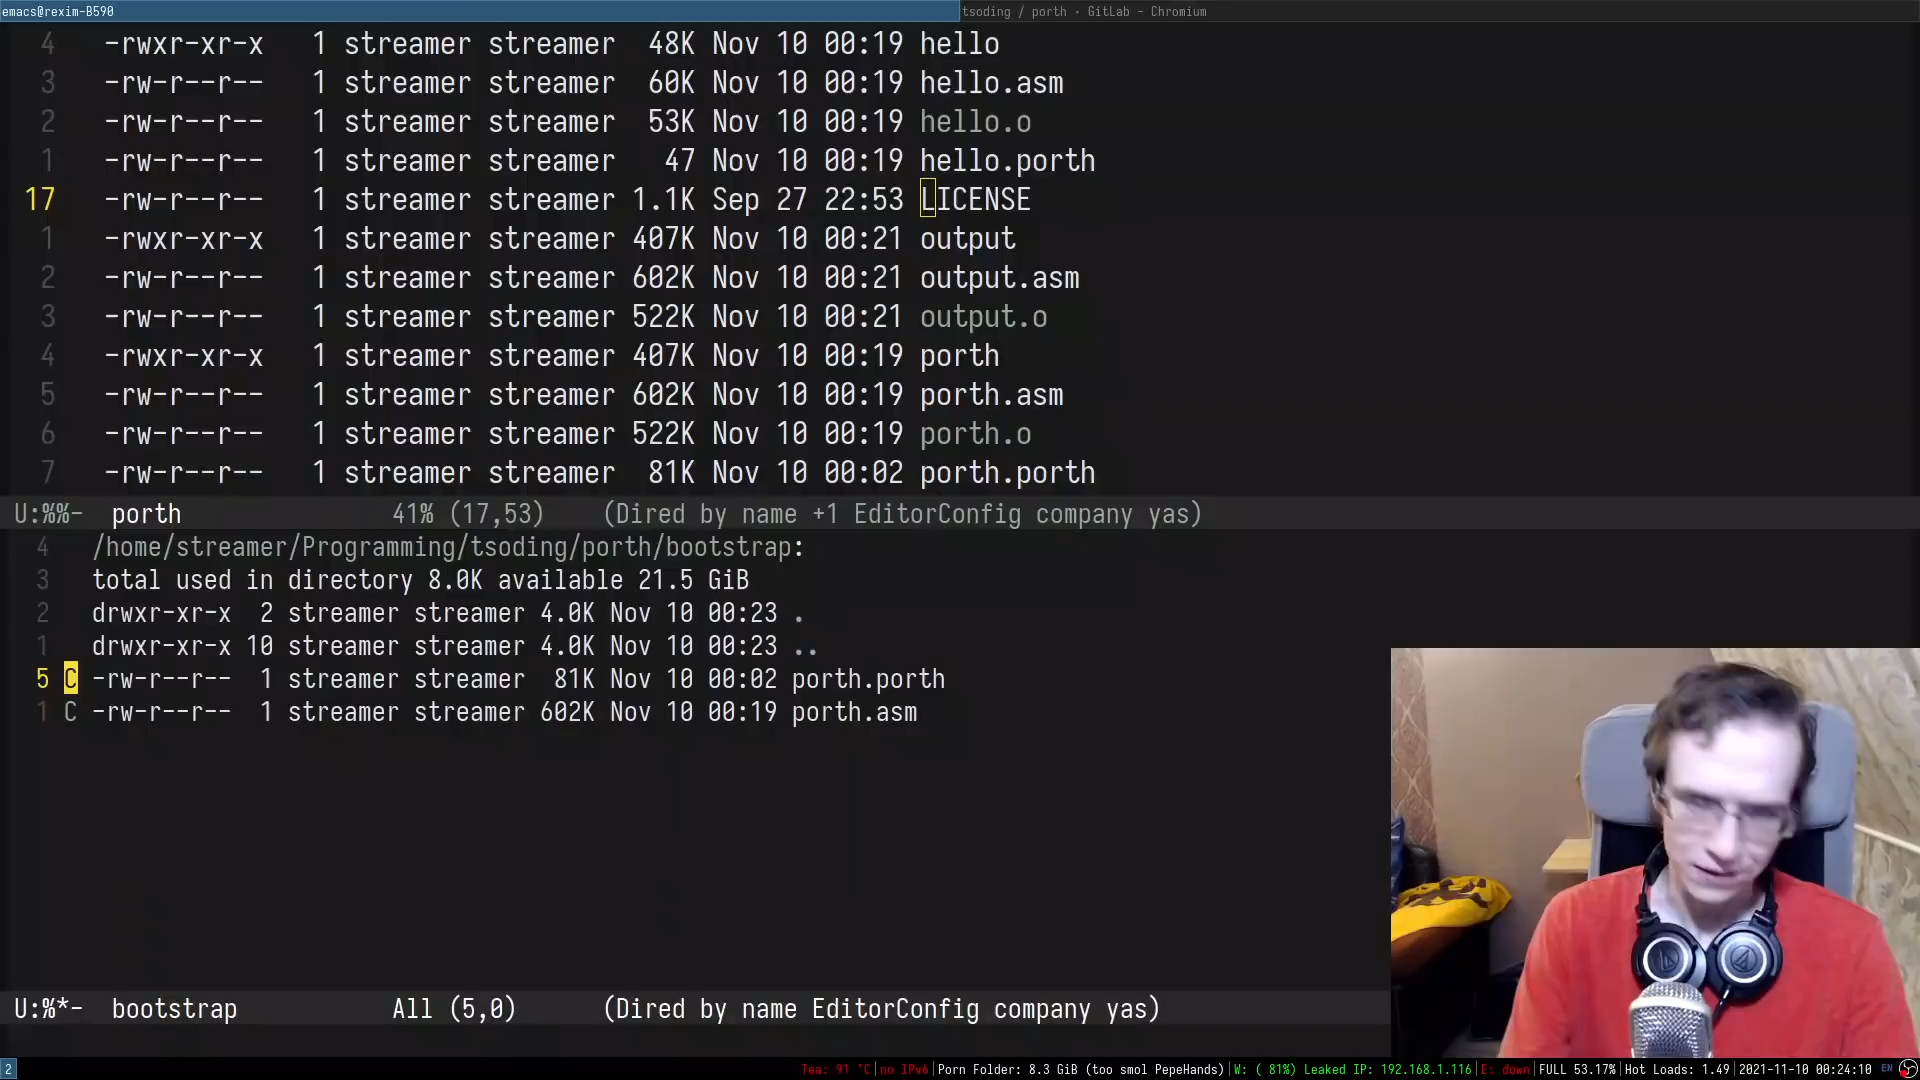 emacs@rexim-B590 tsoding / porth · GitLab - Chromium
4 -rwxr-xr-x 1 streamer streamer 48K Nov 10 00:19 hello
3 -rw-r--r-- 1 streamer streamer 60K Nov 10 00:19 hello.asm
2 -rw-r--r-- 1 streamer streamer 53K Nov 10 00:19 hello.o
1 -rw-r--r-- 1 streamer streamer 47 Nov 10 00:19 hello.porth
17 -rw-r--r-- 1 streamer streamer 1.1K Sep 27 22:53 LICENSE
1 -rwxr-xr-x 1 streamer streamer 407K Nov 10 00:21 output
2 -rw-r--r-- 1 streamer streamer 602K Nov 10 00:21 output.asm
3 -rw-r--r-- 1 streamer streamer 522K Nov 10 00:21 output.o
4 -rwxr-xr-x 1 streamer streamer 407K Nov 10 00:19 porth
5 -rw-r--r-- 1 streamer streamer 602K Nov 10 00:19 porth.asm
6 -rw-r--r-- 1 streamer streamer 522K Nov 10 00:19 porth.o
7 -rw-r--r-- 1 streamer streamer 81K Nov 10 00:02 porth.porth
U:%%- porth 41% (17,53) (Dired by name +1 EditorConfig company yas)
4 /home/streamer/Programming/tsoding/porth/bootstrap:
3 total used in directory 8.0K available 21.5 GiB
2 drwxr-xr-x 2 streamer streamer 4.0K Nov 10 00:23 .
1 drwxr-xr-x 10 streamer streamer 4.0K Nov 10 00:23 ..
5 C -rw-r--r-- 1 streamer streamer 81K Nov 10 00:02 porth.porth
1 C -rw-r--r-- 1 streamer streamer 602K Nov 10 00:19 porth.asm
U:%*- bootstrap All (5,0) (Dired by name EditorConfig company yas)
2 Tea: 91 °C|no IPv6|Porn Folder: 8.3 GiB (too smol PepeHands)|W: ( 81%) Leaked IP: 192.168.1.116|E: down|FULL 53.17%|Hot Loads: 1.49|2021-11-10 00:24:10 EN